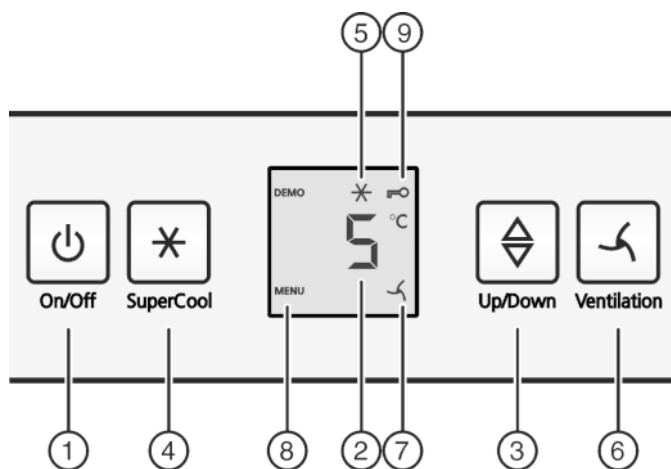 5 9
DEMO
5 °C
MENU
On/Off SuperCool Up/Down Ventilation
1 4 8 2 7 3 6